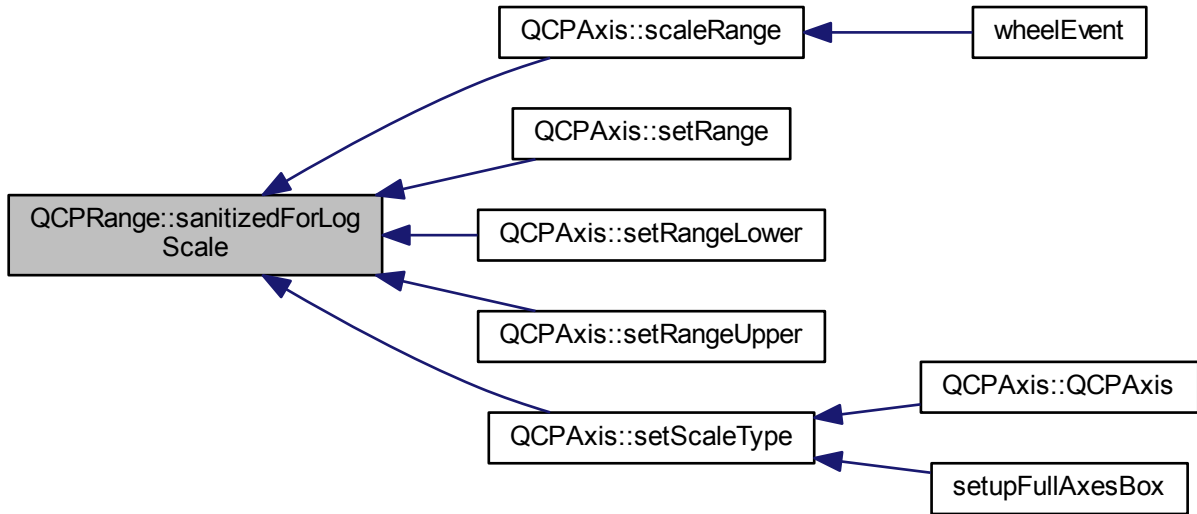 QCPAxis::scaleRange
wheelEvent
QCPAxis::setRange
QCPRange::sanitizedForLog
Scale
QCPAxis::setRangeLower
QCPAxis::setRangeUpper
QCPAxis::QCPAxis
QCPAxis::setScaleType
setupFullAxesBox